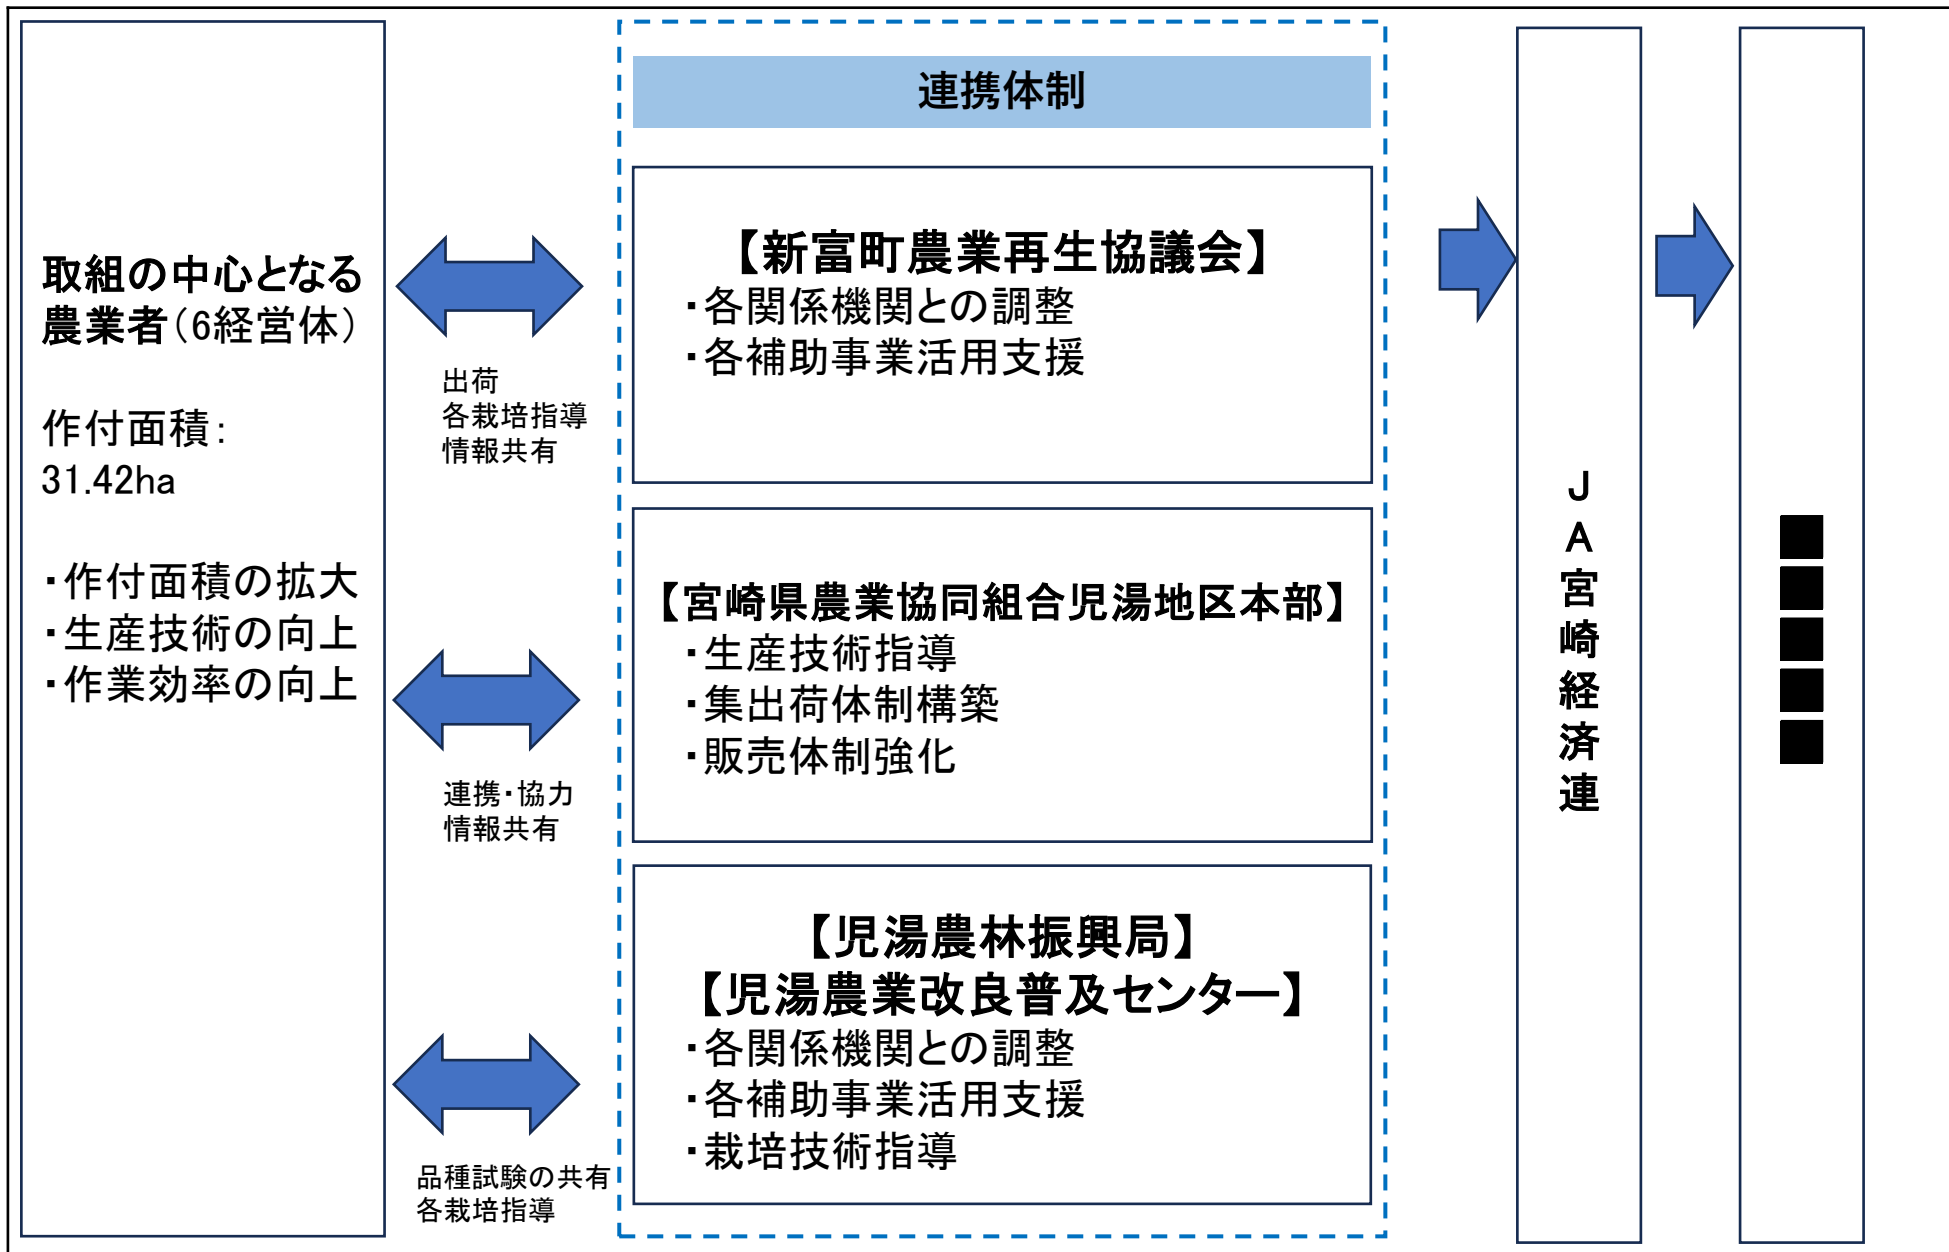 取組の中心となる
農業者（6経営体）
作付面積：
31.42ha
・作付面積の拡大
・生産技術の向上
・作業効率の向上
出荷
各栽培指導
情報共有
連携・協力
情報共有
品種試験の共有
各栽培指導
連携体制
【新富町農業再生協議会】
・各関係機関との調整
・各補助事業活用支援
【宮崎県農業協同組合児湯地区本部】
・生産技術指導
・集出荷体制構築
・販売体制強化
【児湯農林振興局】
【児湯農業改良普及センター】
・各関係機関との調整
・各補助事業活用支援
・栽培技術指導
ＪＡ宮崎経済連
■■■■■